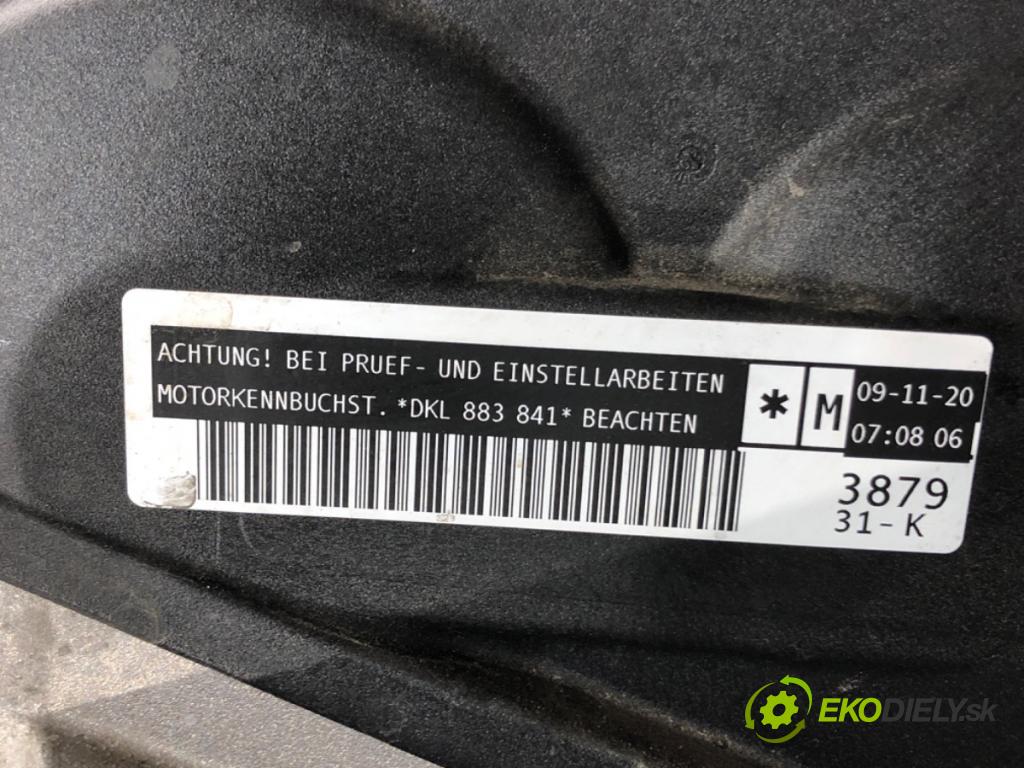 ACHTUNG! BEI PRUEF- UND EINSTELLARBEITEN
MOTORKENNBUCHST. *DKL 883 841* BEACHTEN
* M
09-11-20
07:08 06
3879
31-K
EKODIELY.sk